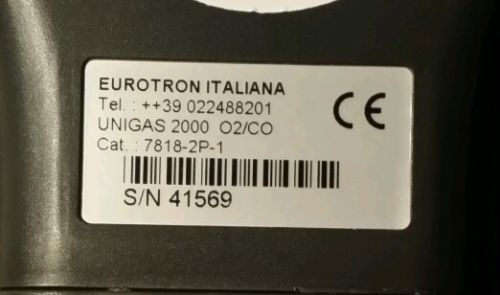 EUROTRON ITALIANA
Tel. : ++39 022488201
UNIGAS 2000 O2/CO
Cat. : 7818-2P-1
S/N 41569
CE